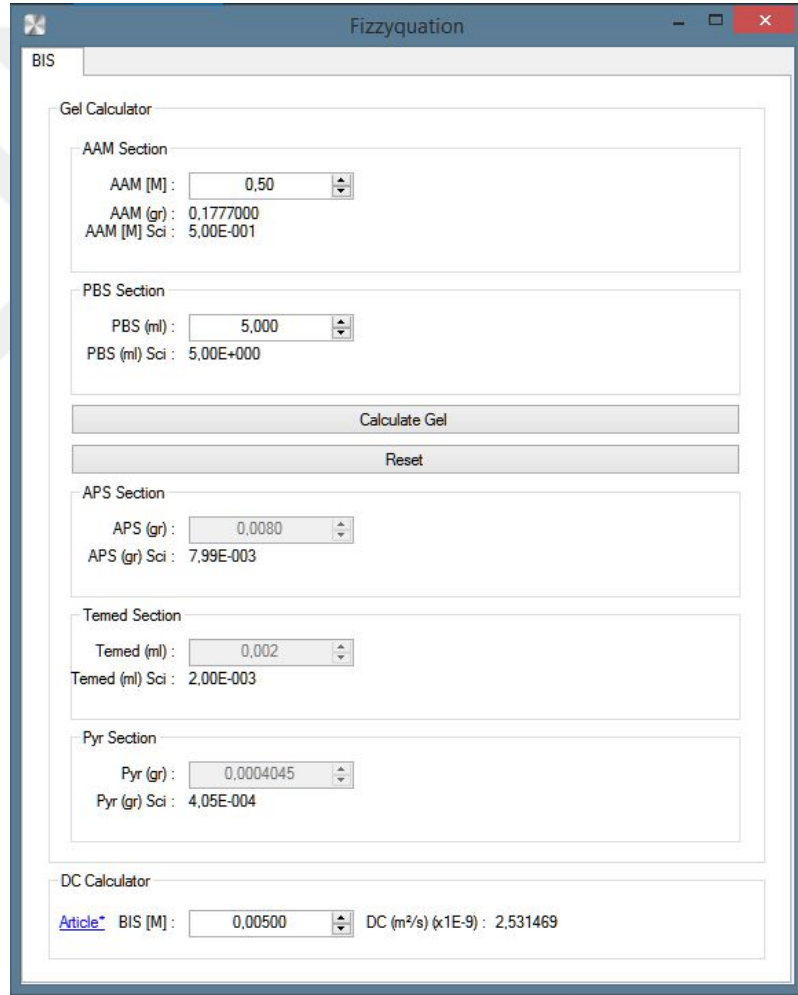 Fizzyquation
BIS
Gel Calculator
AAM Section
AAM [M] : 0,50
AAM (gr) : 0,1777000
AAM [M] Sci : 5,00E-001
PBS Section
PBS (ml) : 5,000
PBS (ml) Sci : 5,00E+000
Calculate Gel
Reset
APS Section
APS (gr) : 0,0080
APS (gr) Sci : 7,99E-003
Temed Section
Temed (ml) : 0,002
Temed (ml) Sci : 2,00E-003
Pyr Section
Pyr (gr) : 0,0004045
Pyr (gr) Sci : 4,05E-004
DC Calculator
Article* BIS [M] : 0,00500 DC (m²/s) (x1E-9) : 2,531469